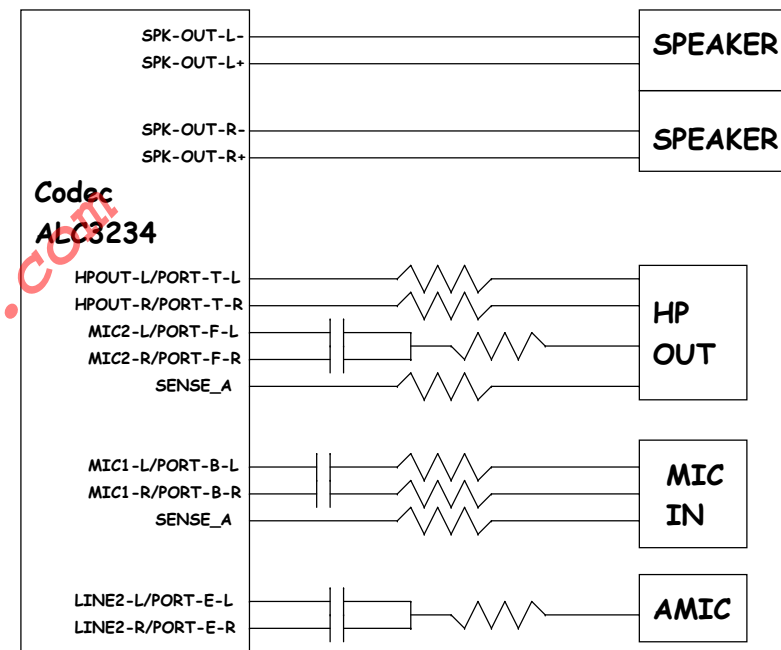 SPK-OUT-L-
SPK-OUT-L+
SPEAKER
SPK-OUT-R-
SPK-OUT-R+
SPEAKER
Codec
ALC3234
.com
HPOUT-L/PORT-T-L
HPOUT-R/PORT-T-R
MIC2-L/PORT-F-L
MIC2-R/PORT-F-R
SENSE_A
HP
OUT
MIC1-L/PORT-B-L
MIC1-R/PORT-B-R
SENSE_A
MIC
IN
LINE2-L/PORT-E-L
LINE2-R/PORT-E-R
AMIC